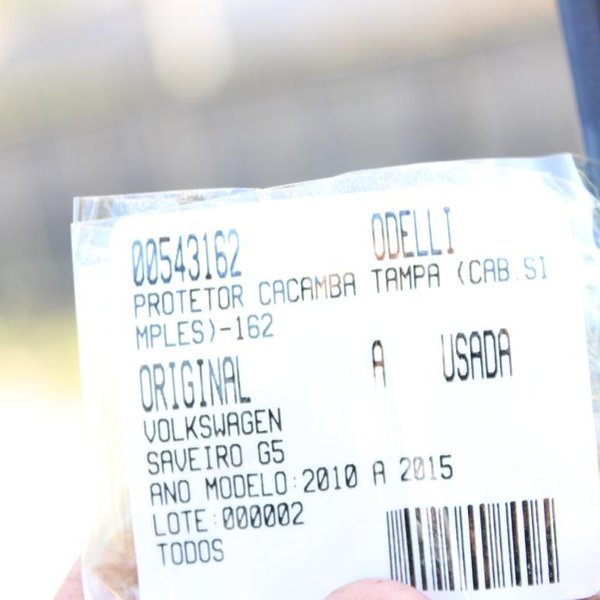 00543162 ODELLI
PROTETOR CACAMBA TAMPA (CAB.SI
MPLES)-162
ORIGINAL A USADA
VOLKSWAGEN
SAVEIRO G5
ANO MODELO:2010 A 2015
LOTE:000002
TODOS